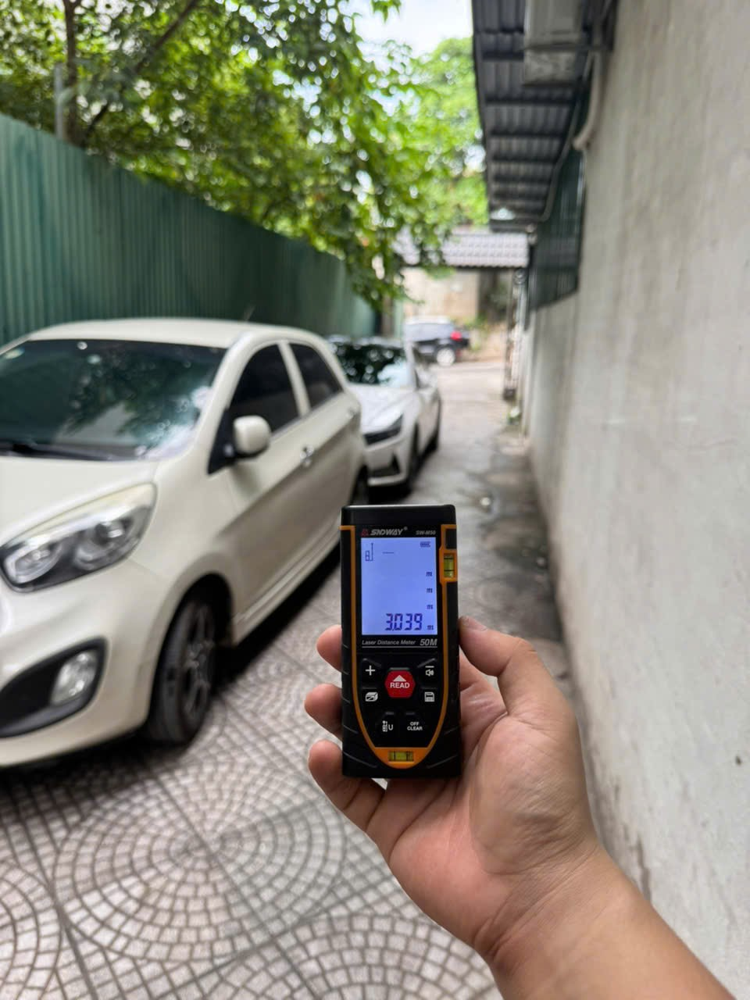 SNDWAY® SW-M50
m
m
m
3.039 m
Laser Distance Meter 50M
READ
U
OFF
CLEAR